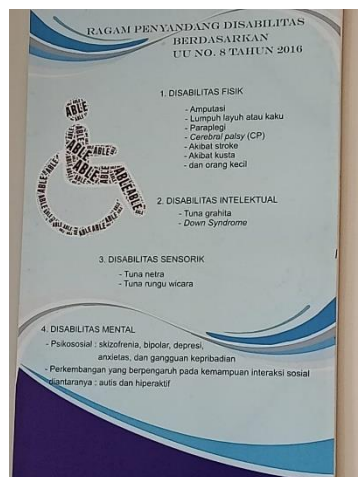 RAGAM PENYANDANG DISABILITAS
BERDASARKAN
UU NO. 8 TAHUN 2016
1. DISABILITAS FISIK
- Amputasi
- Lumpuh layuh atau kaku
- Paraplegi
- Cerebral palsy (CP)
- Akibat stroke
- Akibat kusta
- dan orang kecil
2. DISABILITAS INTELEKTUAL
- Tuna grahita
- Down Syndrome
3. DISABILITAS SENSORIK
- Tuna netra
- Tuna rungu wicara
4. DISABILITAS MENTAL
- Psikososial : skizofrenia, bipolar, depresi,
anxietas, dan gangguan kepribadian
- Perkembangan yang berpengaruh pada kemampuan interaksi sosial
diantaranya : autis dan hiperaktif
ABLE